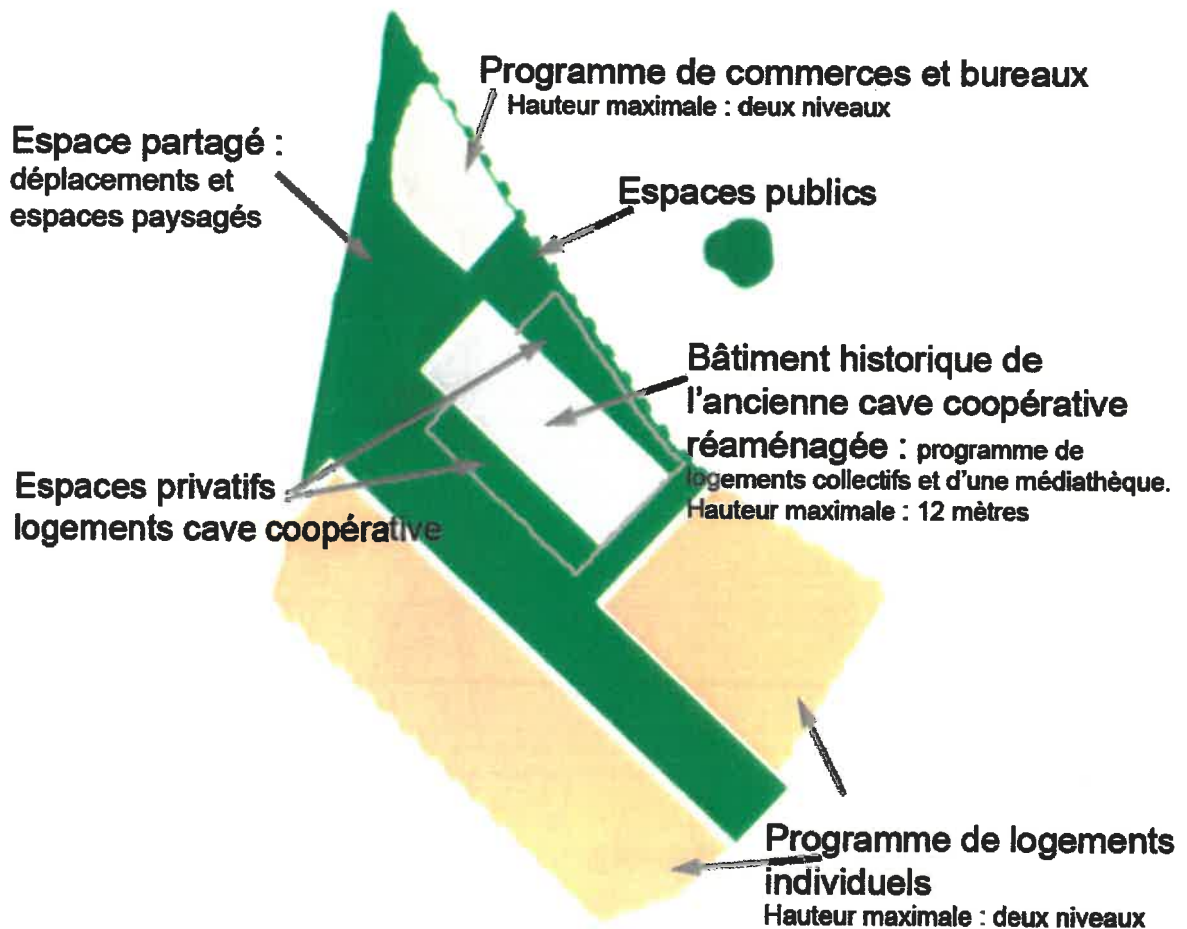 Programme de commerces et bureaux
Hauteur maximale : deux niveaux
Espace partagé :
déplacements et
espaces paysagés
Espaces publics
Bâtiment historique de
l'ancienne cave coopérative
réaménagée : programme de
logements collectifs et d'une médiathèque.
Hauteur maximale : 12 mètres
Espaces privatifs
logements cave coopérative
Programme de logements
individuels
Hauteur maximale : deux niveaux